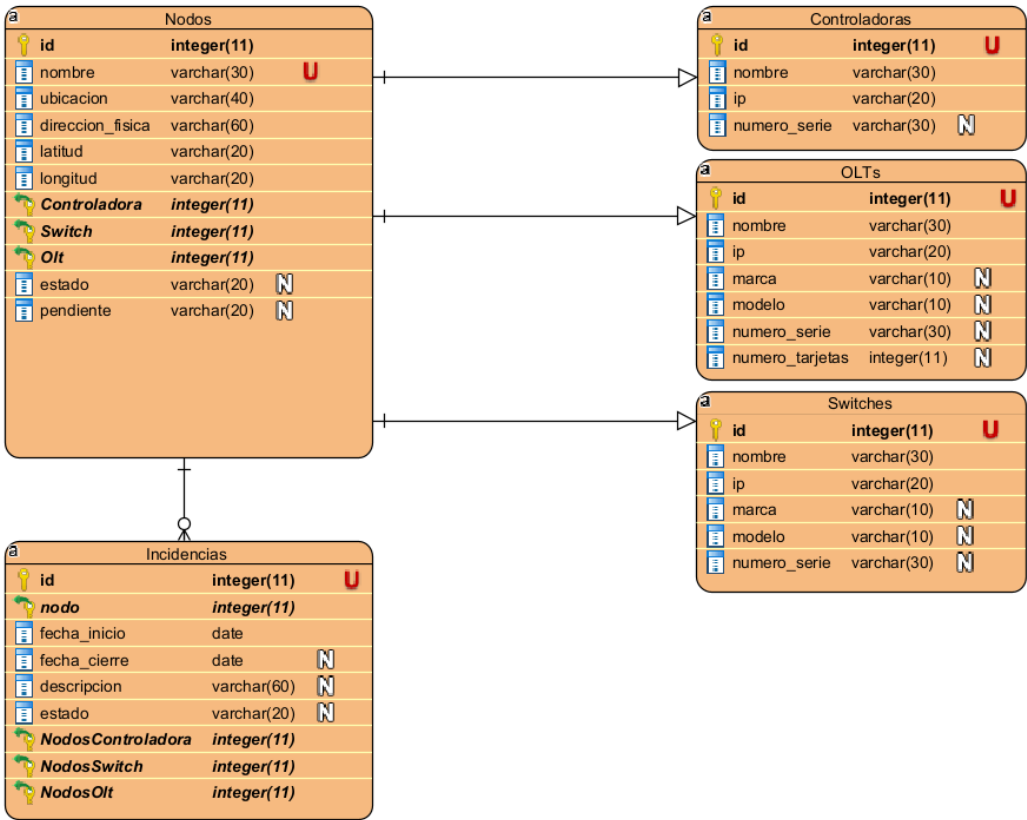 Nodos
id integer(11)
nombre varchar(30) U
ubicacion varchar(40)
direccion_fisica varchar(60)
latitud varchar(20)
longitud varchar(20)
Controladora integer(11)
Switch integer(11)
Olt integer(11)
estado varchar(20) N
pendiente varchar(20) N
Controladoras
id integer(11) U
nombre varchar(30)
ip varchar(20)
numero_serie varchar(30) N
OLTs
id integer(11) U
nombre varchar(30)
ip varchar(20)
marca varchar(10) N
modelo varchar(10) N
numero_serie varchar(30) N
numero_tarjetas integer(11) N
Switches
id integer(11) U
nombre varchar(30)
ip varchar(20)
marca varchar(10) N
modelo varchar(10) N
numero_serie varchar(30) N
Incidencias
id integer(11) U
nodo integer(11)
fecha_inicio date
fecha_cierre date N
descripcion varchar(60) N
estado varchar(20) N
NodosControladora integer(11)
NodosSwitch integer(11)
NodosOlt integer(11)